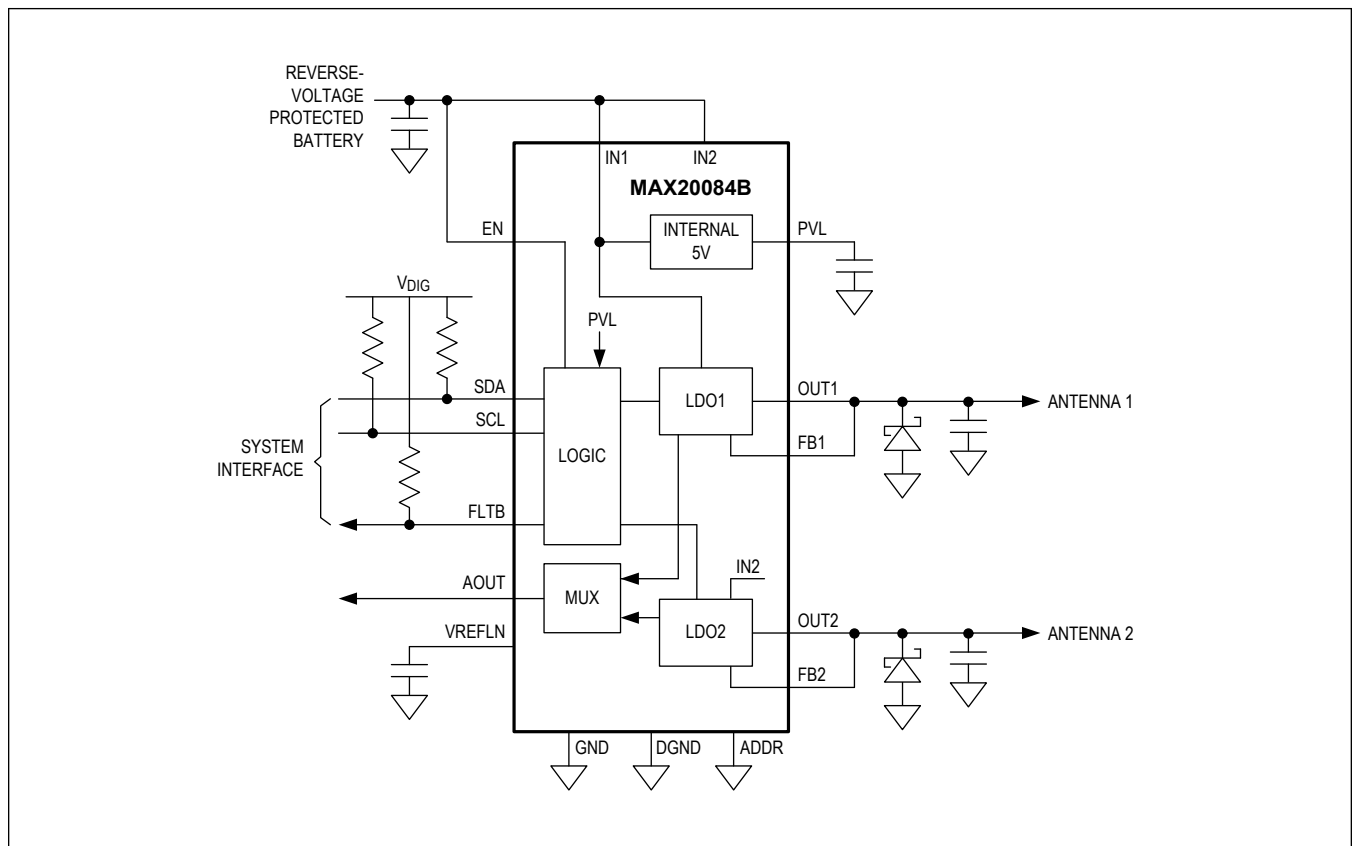 REVERSE-
VOLTAGE
PROTECTED
BATTERY
IN1
IN2
MAX20084B
EN
INTERNAL
5V
PVL
VDIG
PVL
SDA
SCL
SYSTEM
INTERFACE
LOGIC
LDO1
OUT1
ANTENNA 1
FB1
FLTB
AOUT
MUX
IN2
VREFLN
LDO2
OUT2
ANTENNA 2
FB2
GND
DGND
ADDR